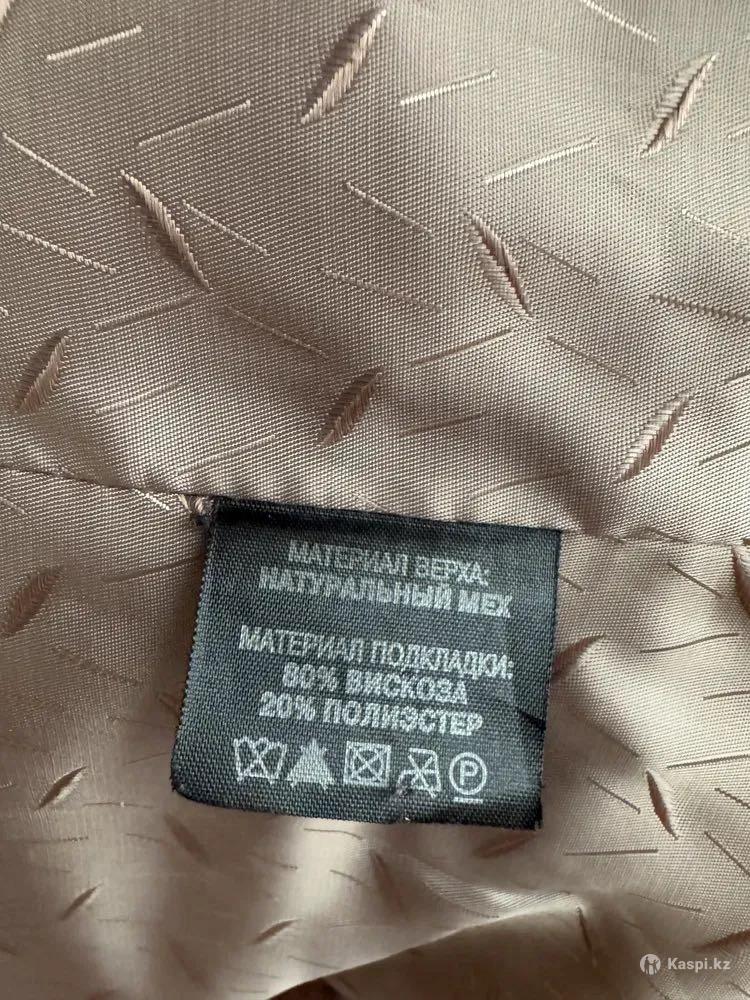 МАТЕРИАЛ ВЕРХА:
НАТУРАЛЬНЫЙ МЕХ
МАТЕРИАЛ ПОДКЛАДКИ:
80% ВИСКОЗА
20% ПОЛИЭСТЕР
P
Kaspi.kz